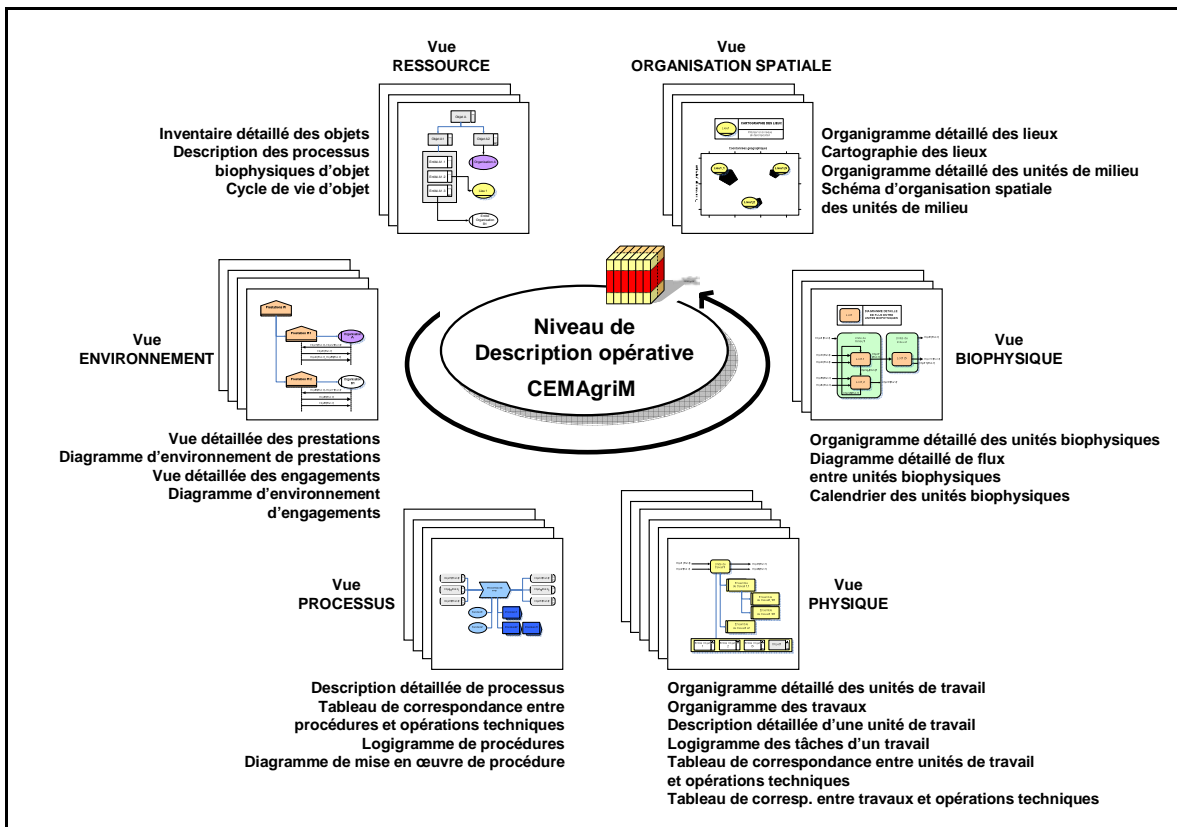 Vue
RESSOURCE
Vue
ORGANISATION SPATIALE
Inventaire détaillé des objets
Description des processus
biophysiques d'objet
Cycle de vie d'objet
CARTOGRAPHIE DES LIEUX
Organigramme détaillé des lieux
Cartographie des lieux
Organigramme détaillé des unités de milieu
Schéma d'organisation spatiale
des unités de milieu
Vue
ENVIRONNEMENT
Niveau de
Description opérative
CEMAgriM
Vue
BIOPHYSIQUE
Vue détaillée des prestations
Diagramme d'environnement de prestations
Vue détaillée des engagements
Diagramme d'environnement
d'engagements
Organigramme détaillé des unités biophysiques
Diagramme détaillé de flux
entre unités biophysiques
Calendrier des unités biophysiques
Vue
PROCESSUS
Vue
PHYSIQUE
Description détaillée de processus
Tableau de correspondance entre
procédures et opérations techniques
Logigramme de procédures
Diagramme de mise en œuvre de procédure
Organigramme détaillé des unités de travail
Organigramme des travaux
Description détaillée d'une unité de travail
Logigramme des tâches d'un travail
Tableau de correspondance entre unités de travail
et opérations techniques
Tableau de corresp. entre travaux et opérations techniques